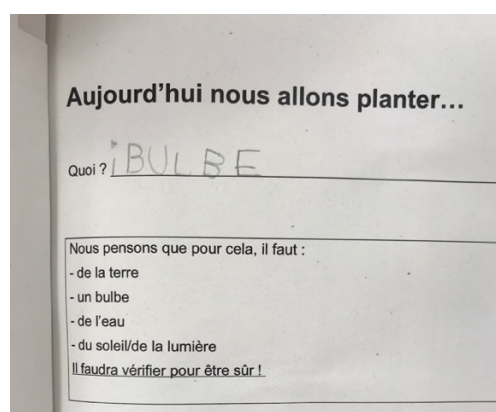 Aujourd'hui nous allons planter...
Quoi ? i BULBE
Nous pensons que pour cela, il faut :
- de la terre
- un bulbe
- de l'eau
- du soleil/de la lumière
Il faudra vérifier pour être sûr !